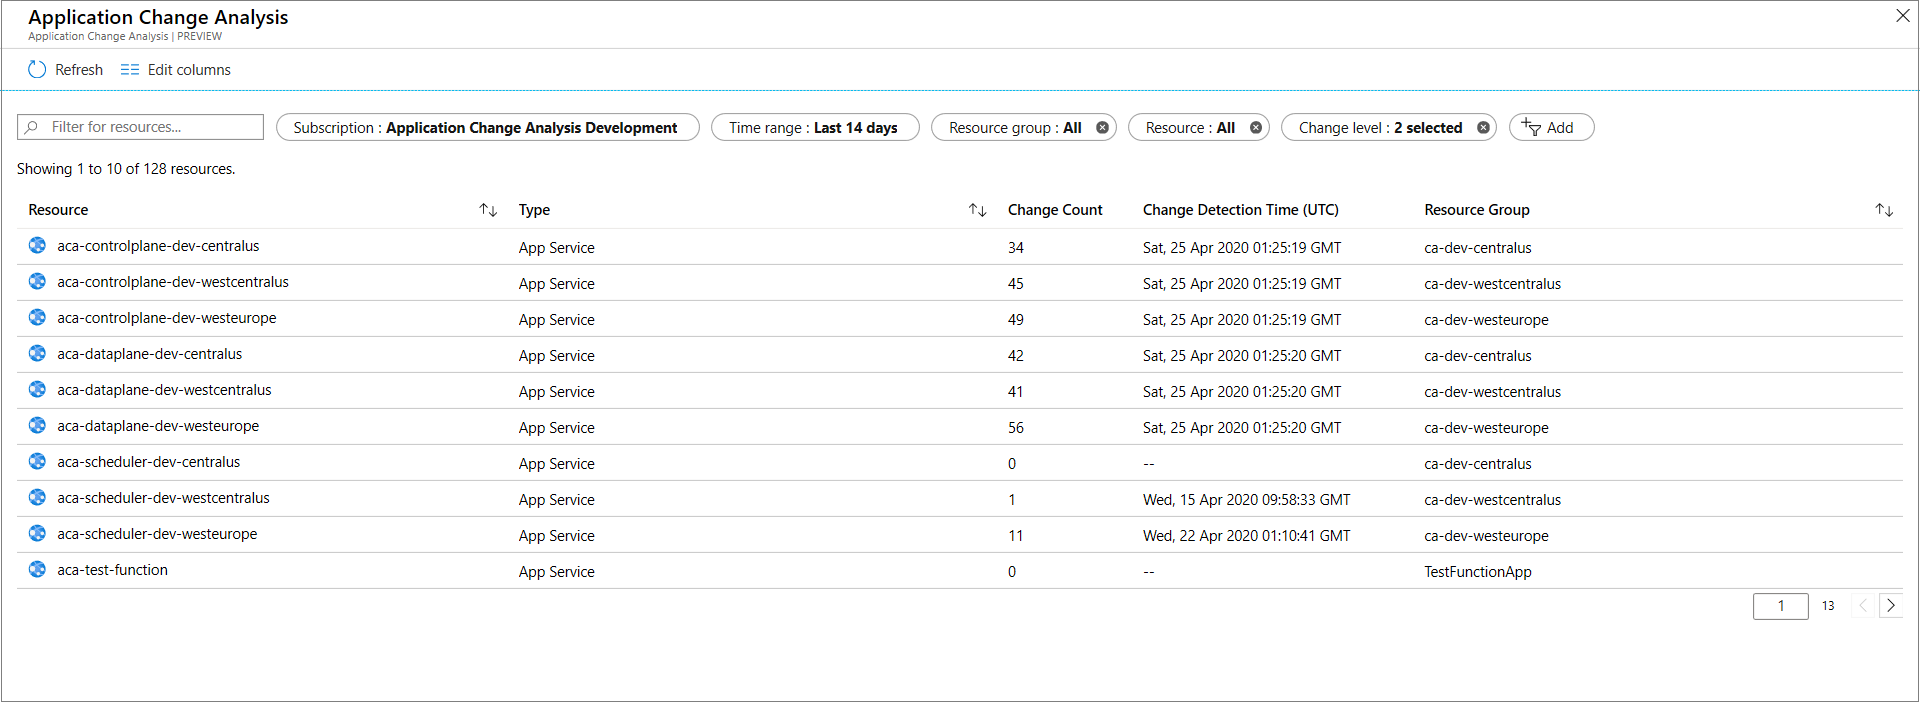 Application Change Analysis
Application Change Analysis | PREVIEW
Refresh Edit columns
Filter for resources... Subscription : Application Change Analysis Development Time range : Last 14 days Resource group : All Resource : All Change level : 2 selected Add
Showing 1 to 10 of 128 resources.
Resource Type Change Count Change Detection Time (UTC) Resource Group
aca-controlplane-dev-centralus App Service 34 Sat, 25 Apr 2020 01:25:19 GMT ca-dev-centralus
aca-controlplane-dev-westcentralus App Service 45 Sat, 25 Apr 2020 01:25:19 GMT ca-dev-westcentralus
aca-controlplane-dev-westeurope App Service 49 Sat, 25 Apr 2020 01:25:19 GMT ca-dev-westeurope
aca-dataplane-dev-centralus App Service 42 Sat, 25 Apr 2020 01:25:20 GMT ca-dev-centralus
aca-dataplane-dev-westcentralus App Service 41 Sat, 25 Apr 2020 01:25:20 GMT ca-dev-westcentralus
aca-dataplane-dev-westeurope App Service 56 Sat, 25 Apr 2020 01:25:20 GMT ca-dev-westeurope
aca-scheduler-dev-centralus App Service 0 -- ca-dev-centralus
aca-scheduler-dev-westcentralus App Service 1 Wed, 15 Apr 2020 09:58:33 GMT ca-dev-westcentralus
aca-scheduler-dev-westeurope App Service 11 Wed, 22 Apr 2020 01:10:41 GMT ca-dev-westeurope
aca-test-function App Service 0 -- TestFunctionApp
1 13